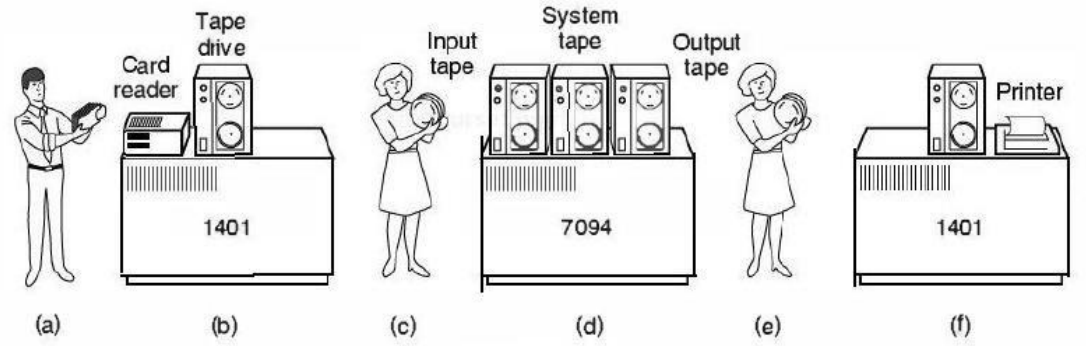 Tape
drive
Card
reader
1401
Input
tape
System
tape
7094
Output
tape
Printer
1401
(a)
(b)
(c)
(d)
(e)
(f)